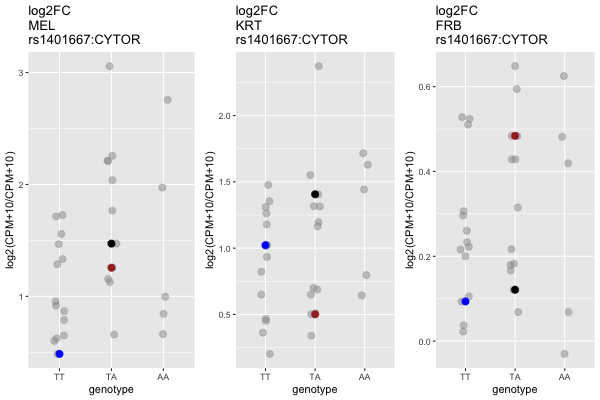 log2FC
MEL
rs1401667:CYTOR
log2(CPM+10/CPM+10)
3
2
1
TT
TA
AA
genotype
log2FC
KRT
rs1401667:CYTOR
log2(CPM+10/CPM+10)
2.0
1.5
1.0
0.5
TT
TA
AA
genotype
log2FC
FRB
rs1401667:CYTOR
log2(CPM+10/CPM+10)
0.6
0.4
0.2
0.0
TT
TA
AA
genotype